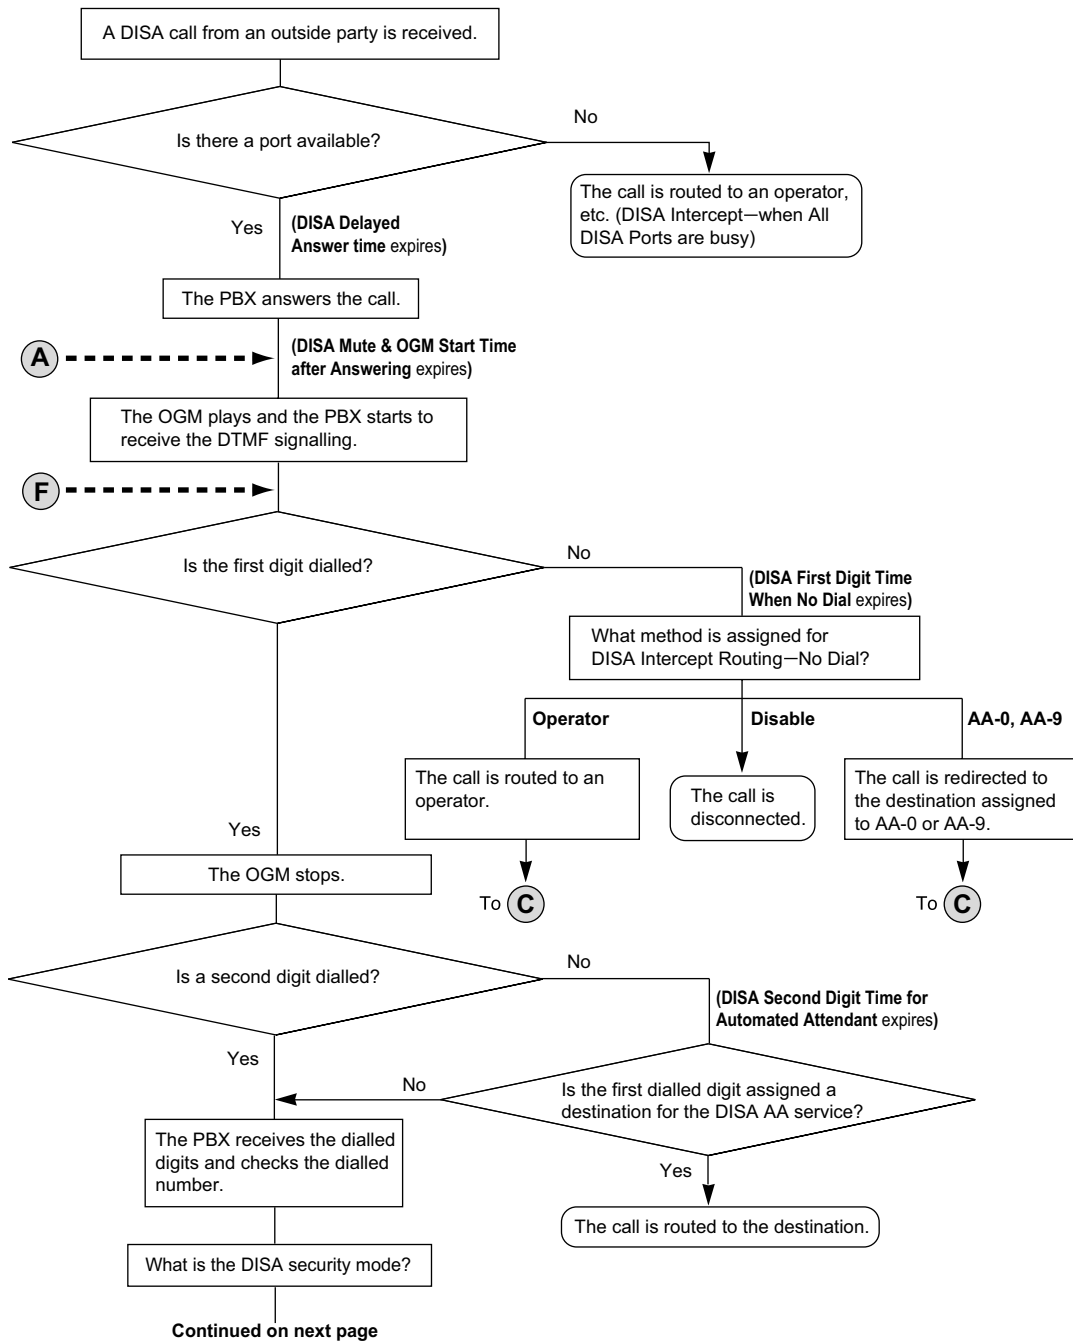 A DISA call from an outside party is received.
Is there a port available?
No
The call is routed to an operator,
etc. (DISA Intercept—when All
DISA Ports are busy)
Yes
(DISA Delayed
Answer time expires)
The PBX answers the call.
A
(DISA Mute & OGM Start Time
after Answering expires)
The OGM plays and the PBX starts to
receive the DTMF signalling.
F
Is the first digit dialled?
No
(DISA First Digit Time
When No Dial expires)
What method is assigned for
DISA Intercept Routing—No Dial?
Operator
Disable
AA-0, AA-9
The call is routed to an
operator.
The call is
disconnected.
The call is redirected to
the destination assigned
to AA-0 or AA-9.
To C
To C
Yes
The OGM stops.
Is a second digit dialled?
No
(DISA Second Digit Time for
Automated Attendant expires)
Yes
No
Is the first dialled digit assigned a
destination for the DISA AA service?
The PBX receives the dialled
digits and checks the dialled
number.
Yes
The call is routed to the destination.
What is the DISA security mode?
Continued on next page